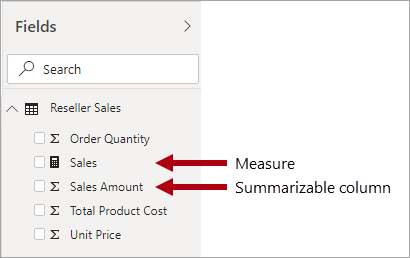 Fields
Search
Reseller Sales
Order Quantity
Sales
Measure
Sales Amount
Summarizable column
Total Product Cost
Unit Price